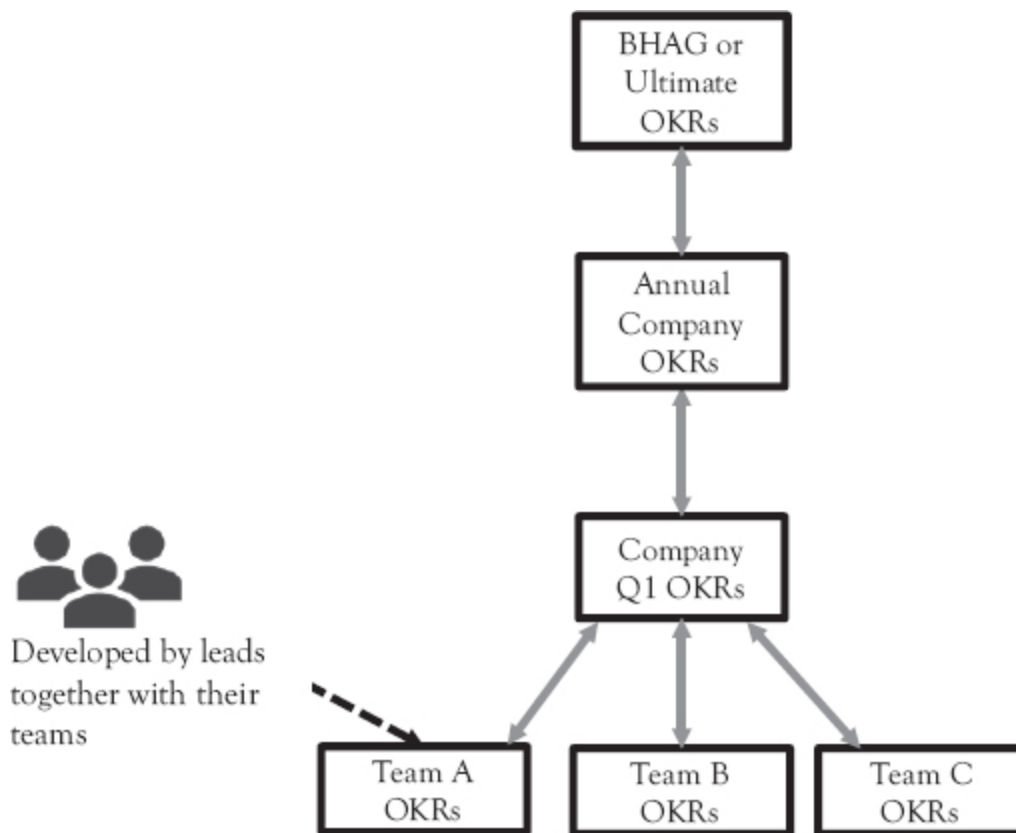 BHAG or
Ultimate
OKRs
Annual
Company
OKRs
Company
Q1 OKRs
Developed by leads
together with their
teams
Team A
OKRs
Team B
OKRs
Team C
OKRs